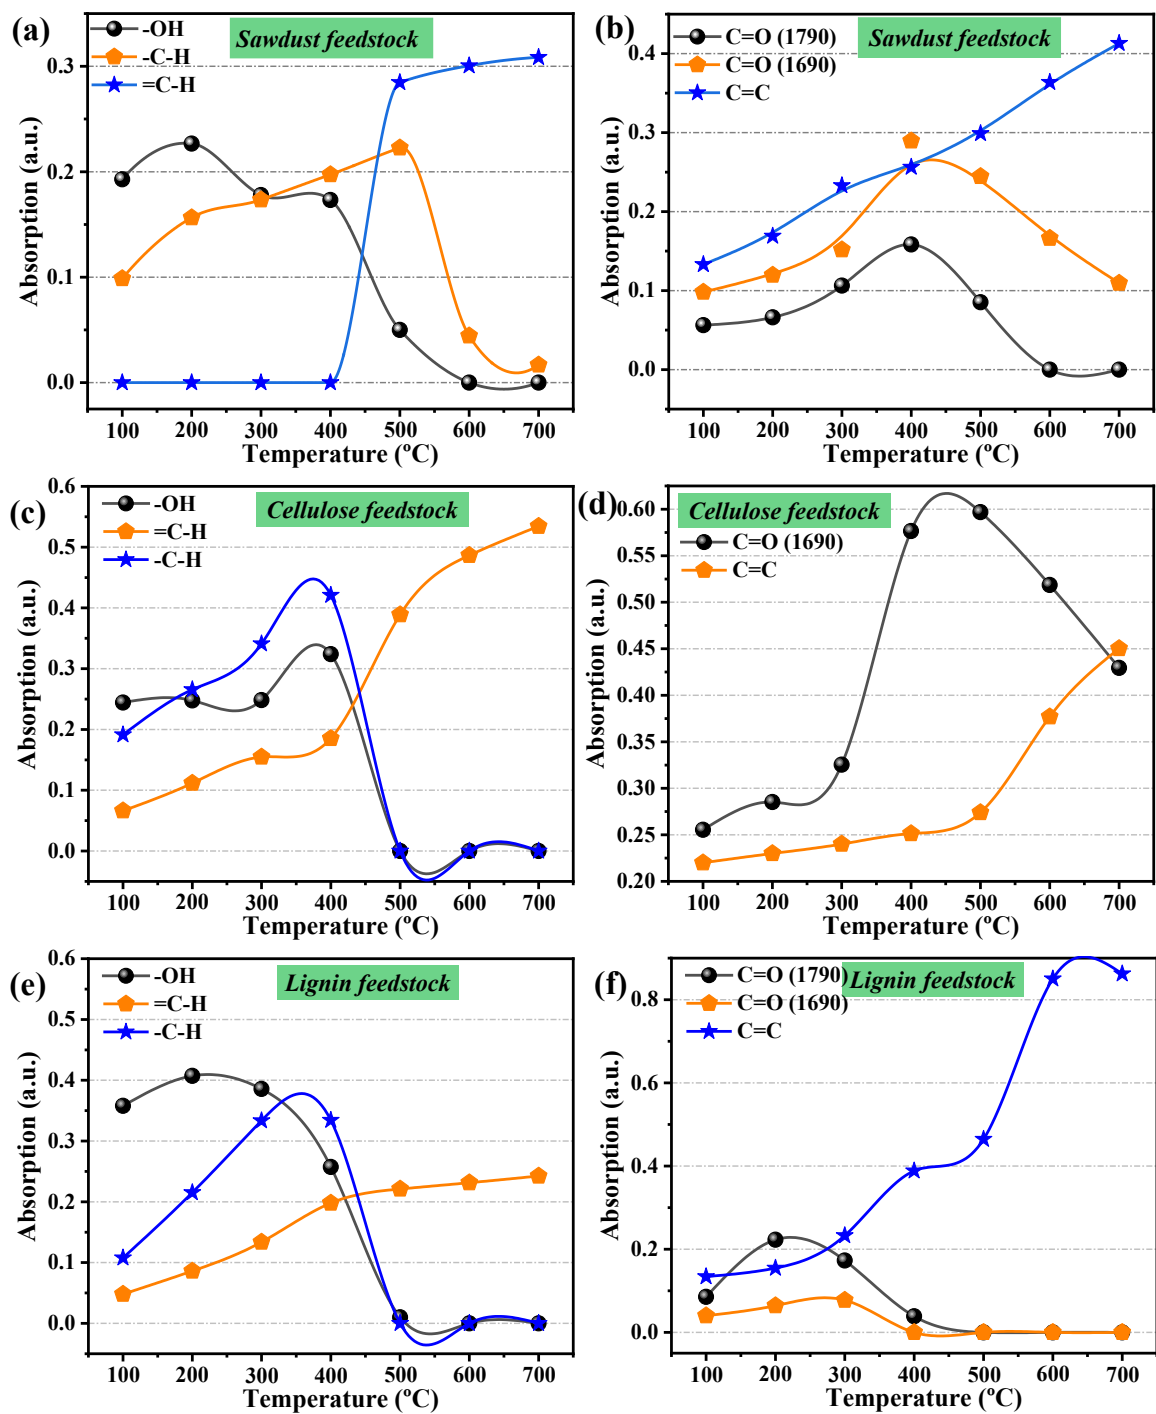 (a)
-OH
-C-H
=C-H
Sawdust feedstock
0.3
0.2
0.1
0.0
Absorption (a.u.)
100 200 300 400 500 600 700
Temperature (ºC)
(b)
C=O (1790)
C=O (1690)
C=C
Sawdust feedstock
0.4
0.3
0.2
0.1
0.0
Absorption (a.u.)
100 200 300 400 500 600 700
Temperature (ºC)
(c)
-OH
=C-H
-C-H
Cellulose feedstock
0.6
0.5
0.4
0.3
0.2
0.1
0.0
Absorption (a.u.)
100 200 300 400 500 600 700
Temperature (ºC)
(d)
Cellulose feedstock
C=O (1690)
C=C
0.60
0.55
0.50
0.45
0.40
0.35
0.30
0.25
0.20
Absorption (a.u.)
100 200 300 400 500 600 700
Temperature (ºC)
(e)
-OH
=C-H
-C-H
Lignin feedstock
0.6
0.5
0.4
0.3
0.2
0.1
0.0
Absorption (a.u.)
100 200 300 400 500 600 700
Temperature (ºC)
(f)
C=O (1790)
C=O (1690)
C=C
Lignin feedstock
0.8
0.6
0.4
0.2
0.0
Absorption (a.u.)
100 200 300 400 500 600 700
Temperature (ºC)